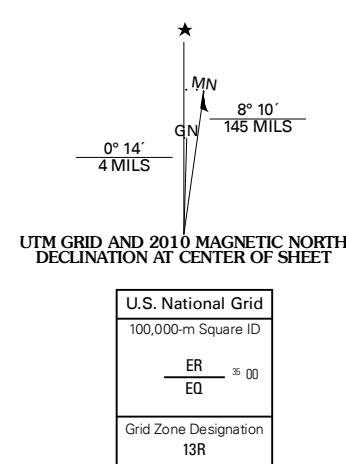 MN
GN
8° 10´
145 MILS
0° 14´
4 MILS
UTM GRID AND 2010 MAGNETIC NORTH
DECLINATION AT CENTER OF SHEET
U.S. National Grid
100,000-m Square ID
ER
35 00
EQ
Grid Zone Designation
13R